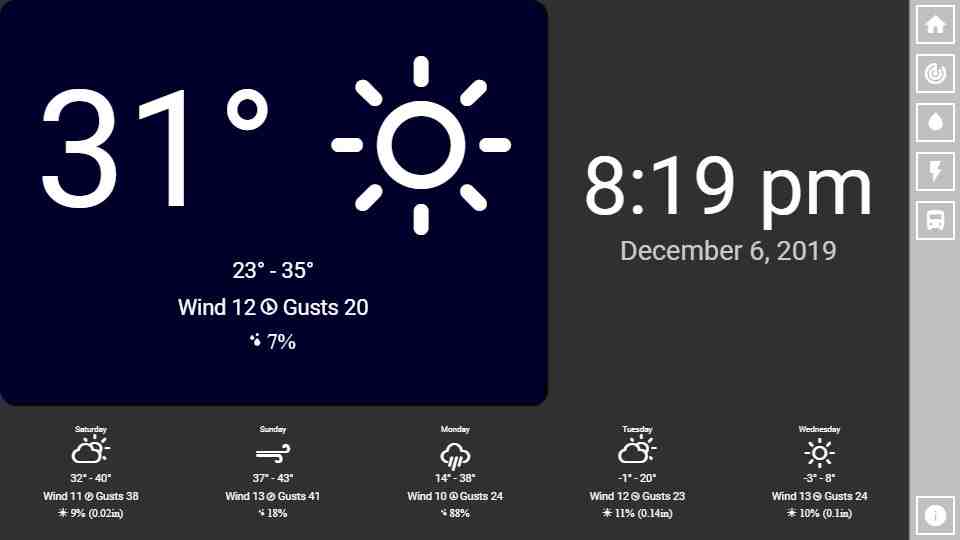 31°
23° - 35°
Wind 12 Gusts 20
7%
8:19 pm
December 6, 2019
Saturday
32° - 40°
Wind 11 Gusts 38
9% (0.02in)
Sunday
37° - 43°
Wind 13 Gusts 41
18%
Monday
14° - 38°
Wind 10 Gusts 24
88%
Tuesday
-1° - 20°
Wind 12 Gusts 23
11% (0.14in)
Wednesday
-3° - 8°
Wind 13 Gusts 24
10% (0.1in)